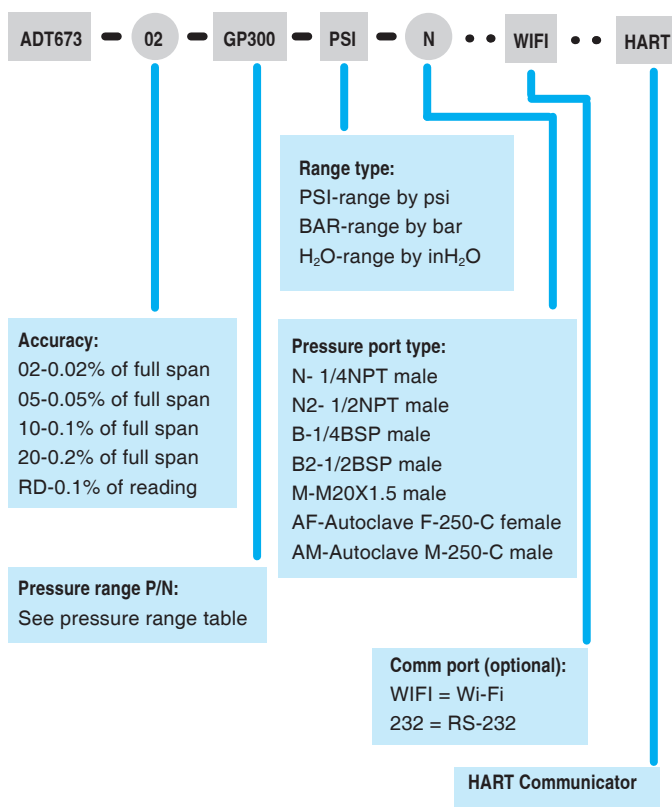 ADT673 – 02 – GP300 – PSI – N • • WIFI • • HART
Range type:
PSI-range by psi
BAR-range by bar
H₂O-range by inH₂O
Accuracy:
02-0.02% of full span
05-0.05% of full span
10-0.1% of full span
20-0.2% of full span
RD-0.1% of reading
Pressure port type:
N- 1/4NPT male
N2- 1/2NPT male
B-1/4BSP male
B2-1/2BSP male
M-M20X1.5 male
AF-Autoclave F-250-C female
AM-Autoclave M-250-C male
Pressure range P/N:
See pressure range table
Comm port (optional):
WIFI = Wi-Fi
232 = RS-232
HART Communicator